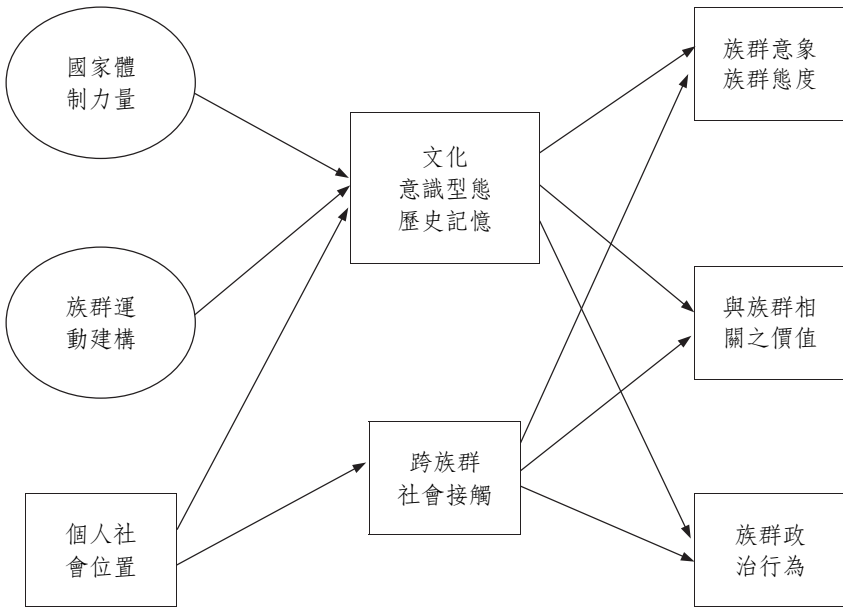 國家體
制力量
族群運
動建構
個人社
會位置
文化
意識型態
歷史記憶
跨族群
社會接觸
族群意象
族群態度
與族群相
關之價值
族群政
治行為